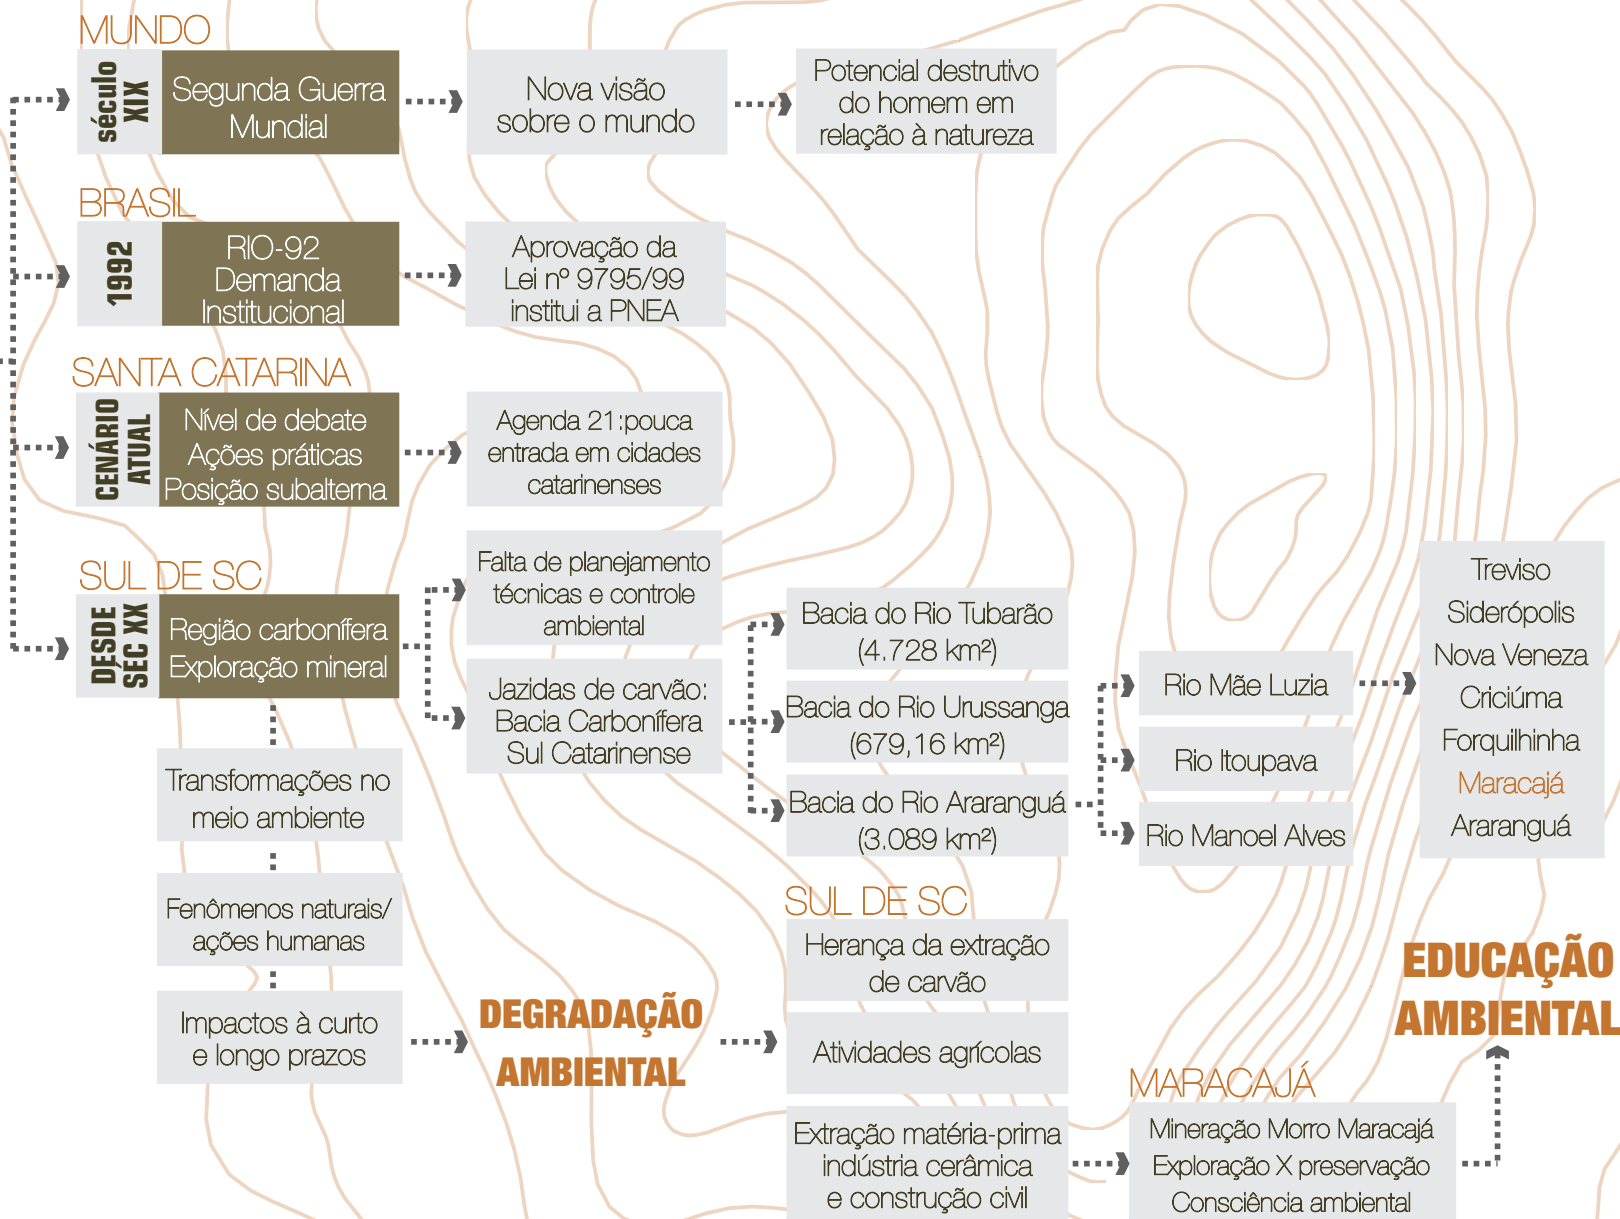 MUNDO
século
XIX
Segunda Guerra
Mundial
Nova visão
sobre o mundo
Potencial destrutivo
do homem em
relação à natureza
BRASIL
1992
RIO-92
Demanda
Institucional
Aprovação da
Lei nº 9795/99
institui a PNEA
SANTA CATARINA
CENÁRIO
ATUAL
Nível de debate
Ações práticas
Posição subalterna
Agenda 21:pouca
entrada em cidades
catarinenses
SUL DE SC
DESDE
SÉC XX
Região carbonífera
Exploração mineral
Falta de planejamento
técnicas e controle
ambiental
Jazidas de carvão:
Bacia Carbonífera
Sul Catarinense
Bacia do Rio Tubarão
(4.728 km²)
Bacia do Rio Urussanga
(679,16 km²)
Bacia do Rio Araranguá
(3.089 km²)
Rio Mãe Luzia
Rio Itoupava
Rio Manoel Alves
Treviso
Siderópolis
Nova Veneza
Criciúma
Forquilhinha
Maracajá
Araranguá
Transformações no
meio ambiente
Fenômenos naturais/
ações humanas
Impactos à curto
e longo prazos
DEGRADAÇÃO
AMBIENTAL
SUL DE SC
Herança da extração
de carvão
Atividades agrícolas
Extração matéria-prima
indústria cerâmica
e construção civil
MARACAJÁ
Mineração Morro Maracajá
Exploração X preservação
Consciência ambiental
EDUCAÇÃO
AMBIENTAL